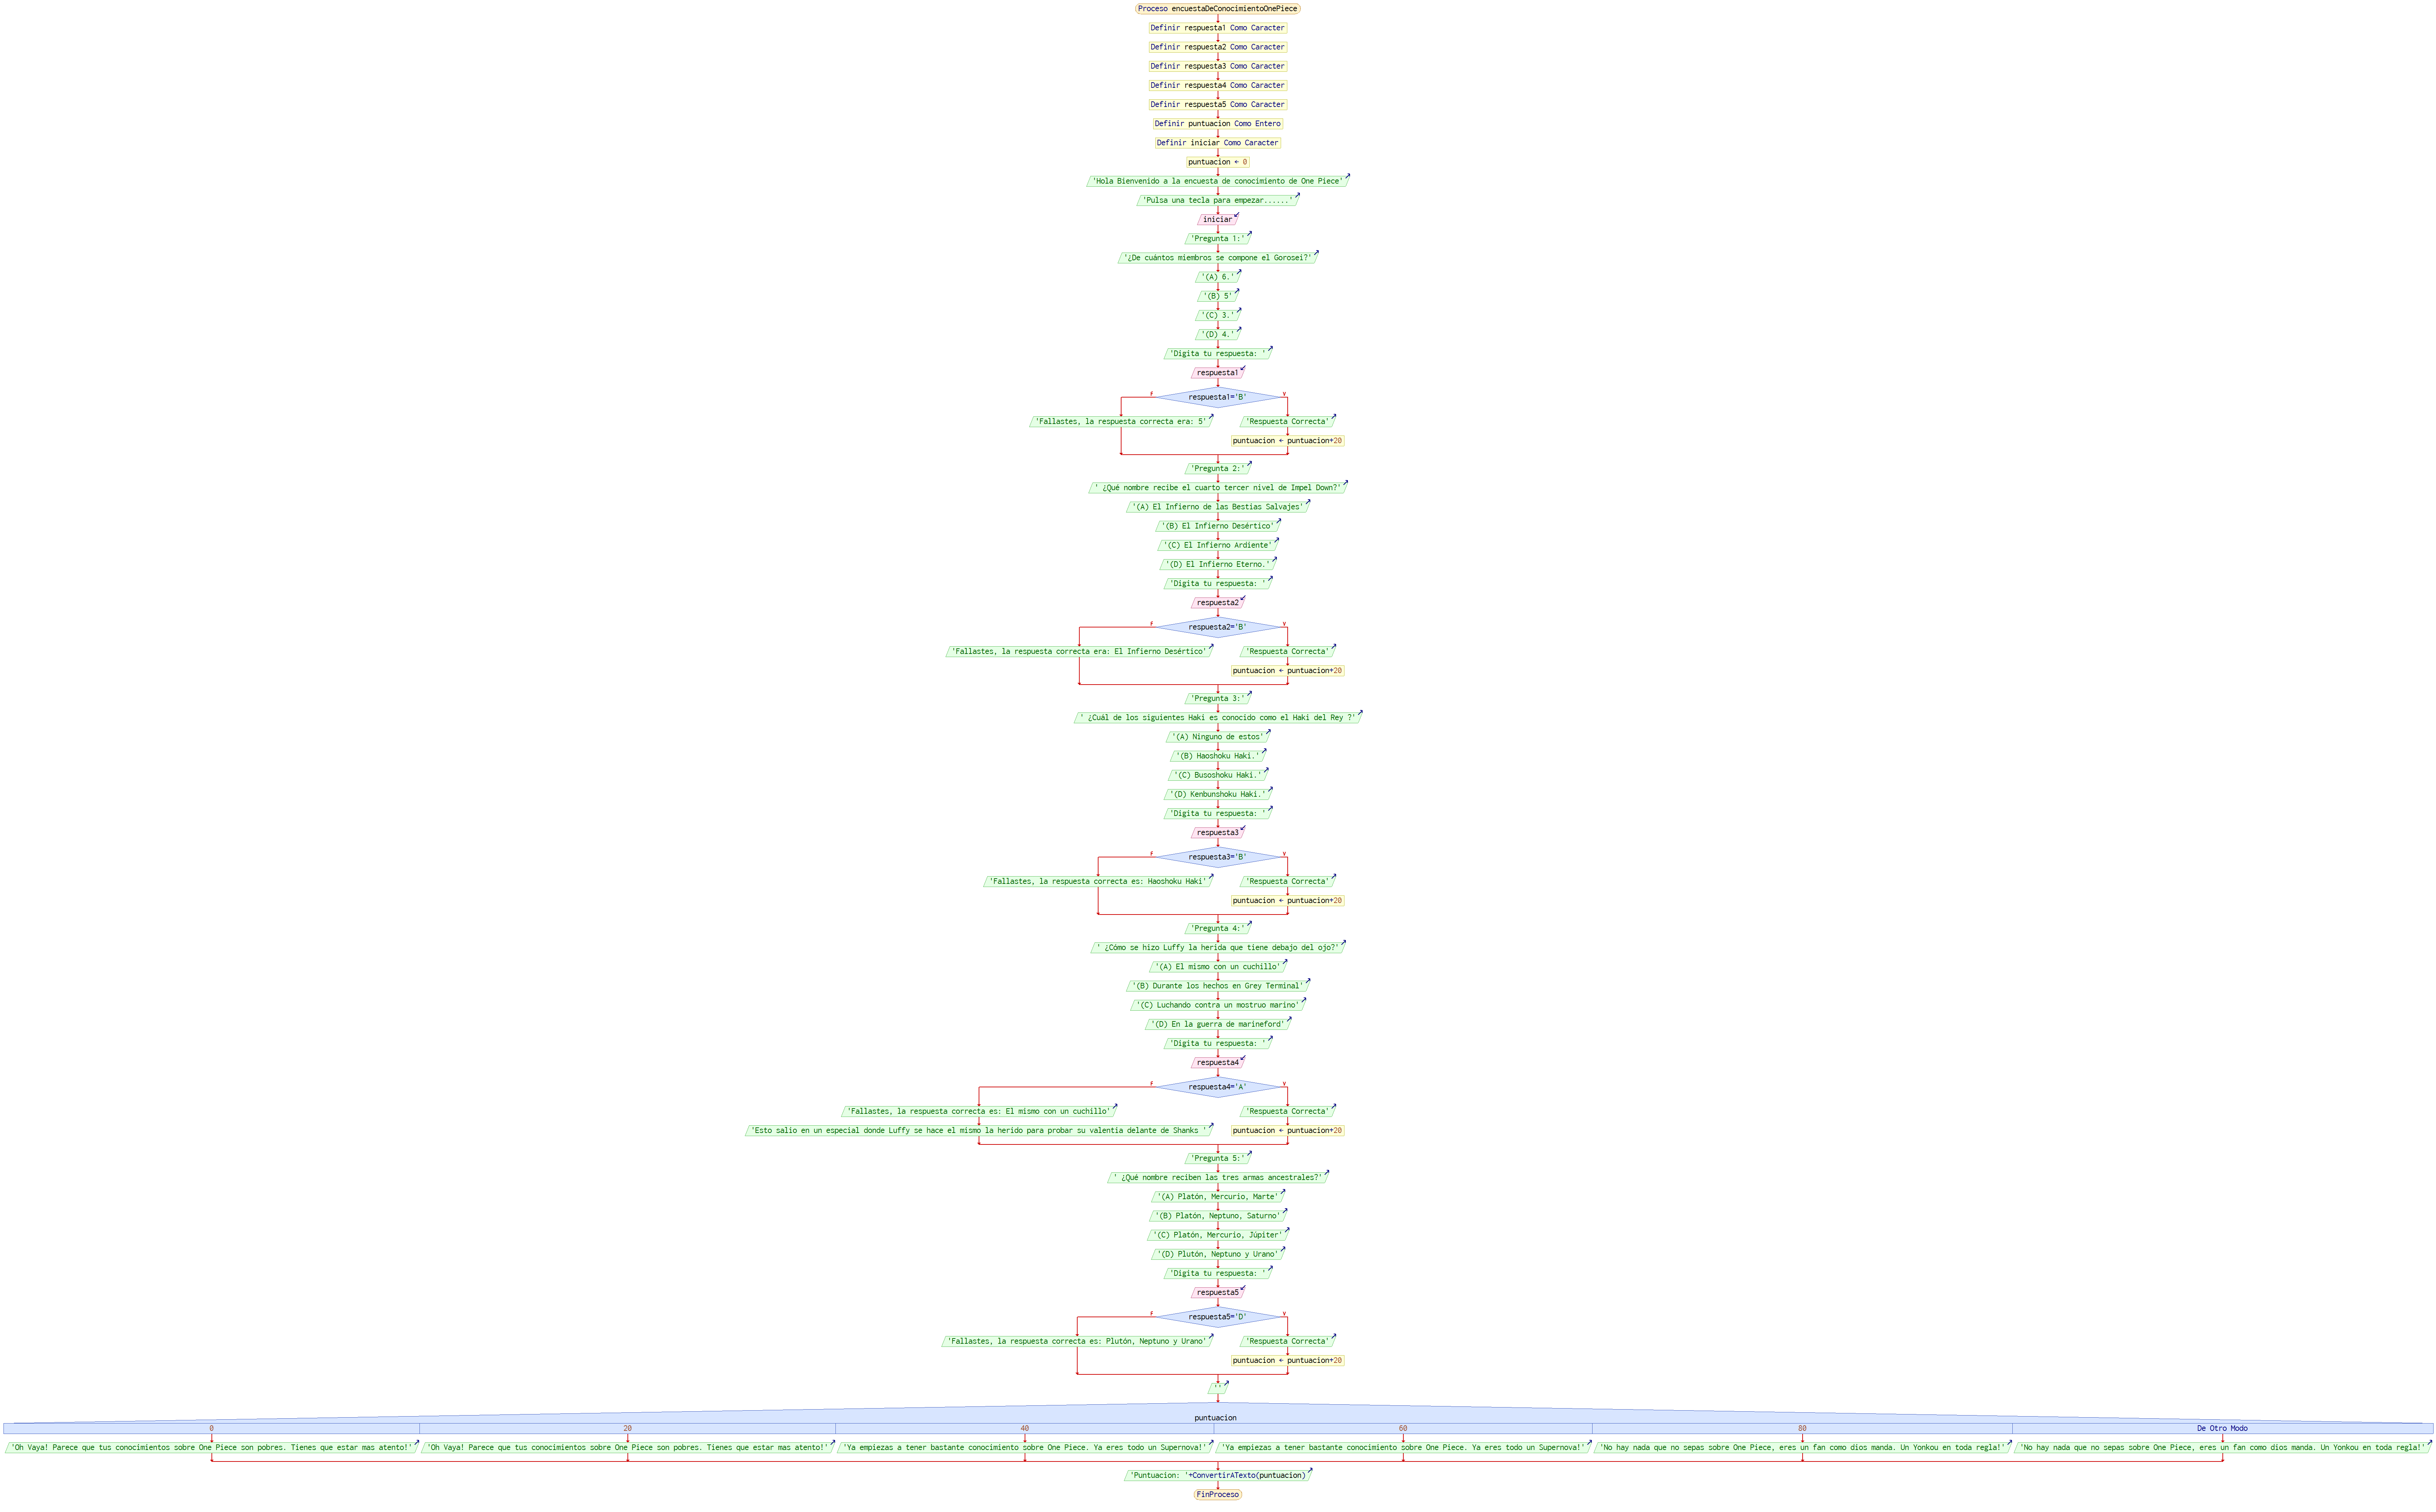 Proceso encuestaDeConocimientoOnePiece
Definir respuesta1 Como Caracter
Definir respuesta2 Como Caracter
Definir respuesta3 Como Caracter
Definir respuesta4 Como Caracter
Definir respuesta5 Como Caracter
Definir puntuacion Como Entero
Definir iniciar Como Caracter
puntuacion ← 0
'Hola Bienvenido a la encuesta de conocimiento de One Piece'
'Pulsa una tecla para empezar......'
iniciar
'Pregunta 1:'
'¿De cuántos miembros se compone el Gorosei?'
'(A) 6.'
'(B) 5'
'(C) 3.'
'(D) 4.'
'Digita tu respuesta: '
respuesta1
F respuesta1='B' V
'Fallastes, la respuesta correcta era: 5' 'Respuesta Correcta'
puntuacion ← puntuacion+20
'Pregunta 2:'
' ¿Qué nombre recibe el cuarto tercer nivel de Impel Down?'
'(A) El Infierno de las Bestias Salvajes'
'(B) El Infierno Desértico'
'(C) El Infierno Ardiente'
'(D) El Infierno Eterno.'
'Digita tu respuesta: '
respuesta2
F respuesta2='B' V
'Fallastes, la respuesta correcta era: El Infierno Desértico' 'Respuesta Correcta'
puntuacion ← puntuacion+20
'Pregunta 3:'
' ¿Cuál de los siguientes Haki es conocido como el Haki del Rey ?'
'(A) Ninguno de estos'
'(B) Haoshoku Haki.'
'(C) Busoshoku Haki.'
'(D) Kenbunshoku Haki.'
'Digita tu respuesta: '
respuesta3
F respuesta3='B' V
'Fallastes, la respuesta correcta es: Haoshoku Haki' 'Respuesta Correcta'
puntuacion ← puntuacion+20
'Pregunta 4:'
' ¿Cómo se hizo Luffy la herida que tiene debajo del ojo?'
'(A) El mismo con un cuchillo'
'(B) Durante los hechos en Grey Terminal'
'(C) Luchando contra un mostruo marino'
'(D) En la guerra de marineford'
'Digita tu respuesta: '
respuesta4
F respuesta4='A' V
'Fallastes, la respuesta correcta es: El mismo con un cuchillo' 'Respuesta Correcta'
'Esto salio en un especial donde Luffy se hace el mismo la herido para probar su valentia delante de Shanks ' puntuacion ← puntuacion+20
'Pregunta 5:'
' ¿Qué nombre reciben las tres armas ancestrales?'
'(A) Platón, Mercurio, Marte'
'(B) Platón, Neptuno, Saturno'
'(C) Platón, Mercurio, Júpiter'
'(D) Plutón, Neptuno y Urano'
'Digita tu respuesta: '
respuesta5
F respuesta5='D' V
'Fallastes, la respuesta correcta es: Plutón, Neptuno y Urano' 'Respuesta Correcta'
puntuacion ← puntuacion+20
''
puntuacion
0 20 40 60 80 De Otro Modo
'Oh Vaya! Parece que tus conocimientos sobre One Piece son pobres. Tienes que estar mas atento!' 'Oh Vaya! Parece que tus conocimientos sobre One Piece son pobres. Tienes que estar mas atento!' 'Ya empiezas a tener bastante conocimiento sobre One Piece. Ya eres todo un Supernova!' 'Ya empiezas a tener bastante conocimiento sobre One Piece. Ya eres todo un Supernova!' 'No hay nada que no sepas sobre One Piece, eres un fan como dios manda. Un Yonkou en toda regla!' 'No hay nada que no sepas sobre One Piece, eres un fan como dios manda. Un Yonkou en toda regla!'
'Puntuacion: '+ConvertirATexto(puntuacion)
FinProceso